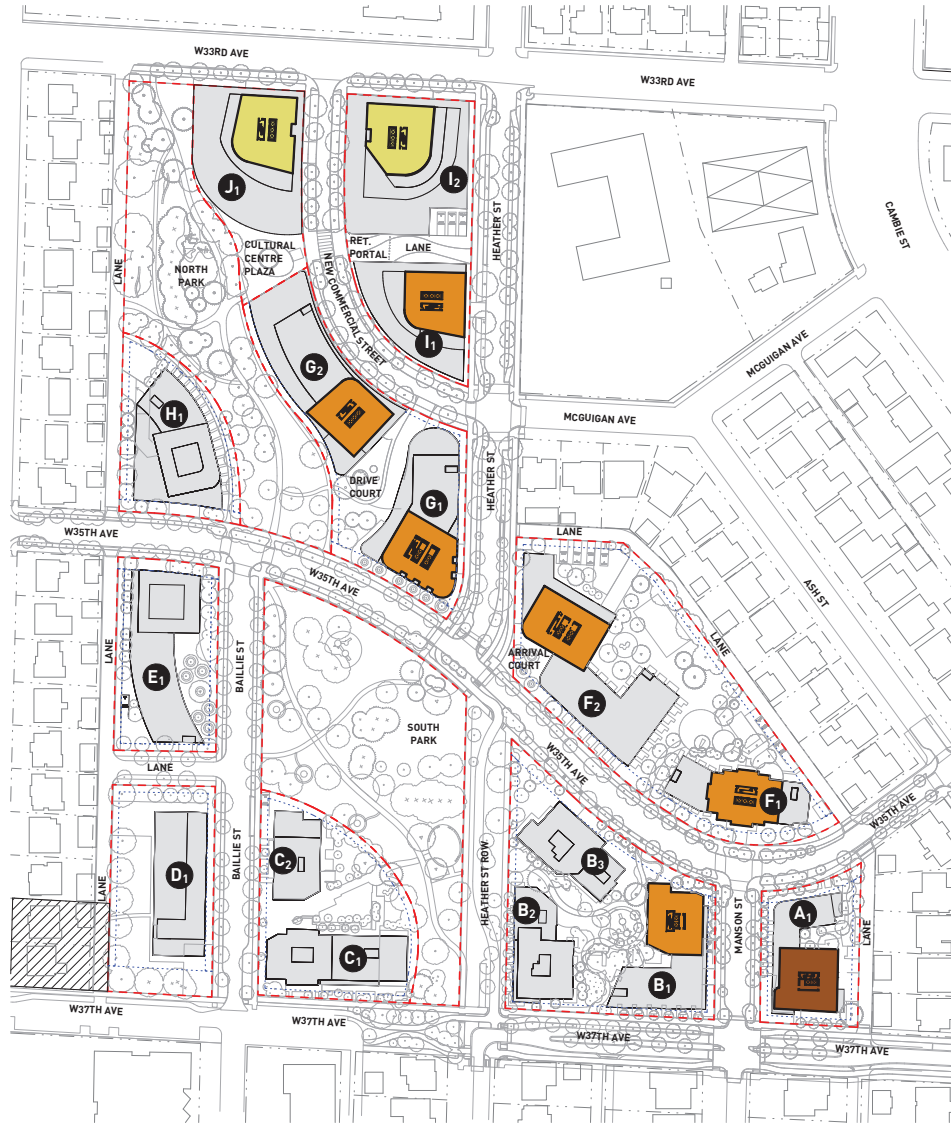 W33RD AVE
W33RD AVE
J1
I2
HEATHER ST
CAMBIE ST
CULTURAL
CENTRE
PLAZA
RET.
PORTAL
LANE
NORTH
PARK
LANE
NEW COMMERCIAL STREET
I1
G2
MCGUIGAN AVE
MCGUIGAN AVE
H1
DRIVE
COURT
G1
HEATHER ST
W35TH AVE
LANE
W35TH AVE
ASH ST
LANE
LANE
BAILLIE ST
ARRIVAL
COURT
E1
F2
SOUTH
PARK
W35TH AVE
LANE
F1
W35TH AVE
D1
BAILLIE ST
C2
B3
LANE
HEATHER ST ROW
B2
MANSON ST
A1
LANE
C1
B1
W37TH AVE
W37TH AVE
W37TH AVE
W37TH AVE